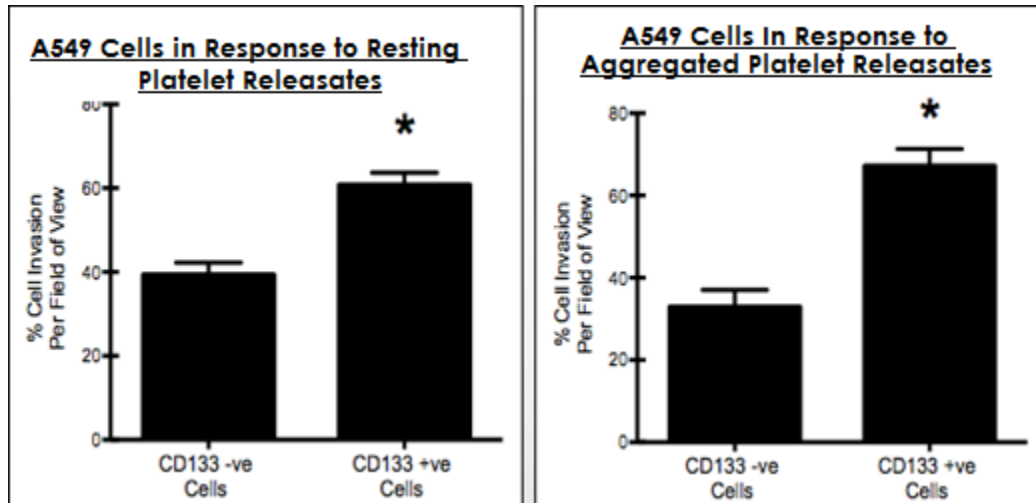 A549 Cells in Response to Resting
Platelet Releasates
80
60
40
20
0
% Cell Invasion
Per Field of View
*
CD133 -ve
Cells
CD133 +ve
Cells
A549 Cells In Response to
Aggregated Platelet Releasates
80
60
40
20
0
% Cell Invasion
Per Field of View
*
CD133 -ve
Cells
CD133 +ve
Cells